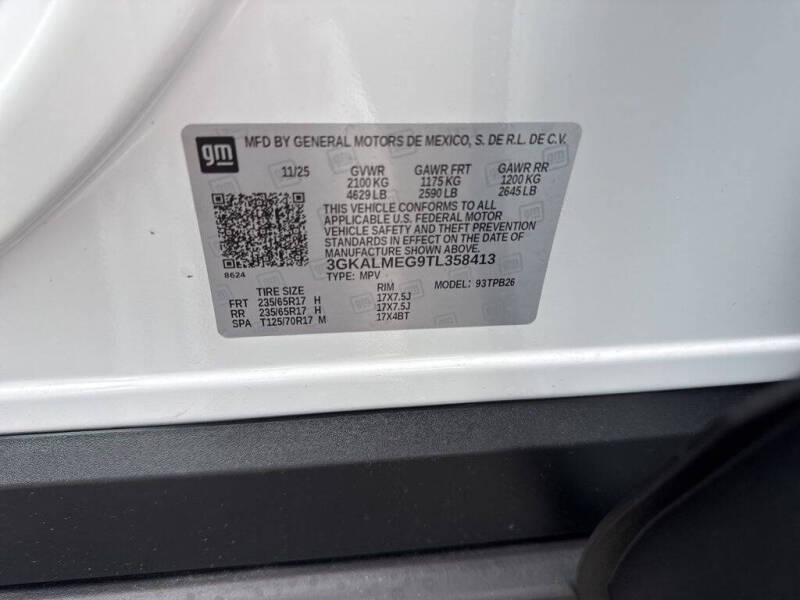 gm
MFD BY GENERAL MOTORS DE MEXICO, S. DE R.L. DE C.V.
11/25 GVWR GAWR FRT GAWR RR
2100 KG 1175 KG 1200 KG
4629 LB 2590 LB 2645 LB
THIS VEHICLE CONFORMS TO ALL
APPLICABLE U.S. FEDERAL MOTOR
VEHICLE SAFETY AND THEFT PREVENTION
STANDARDS IN EFFECT ON THE DATE OF
MANUFACTURE SHOWN ABOVE.
3GKALMEG9TL358413
8624
TYPE: MPV MODEL: 93TPB26
TIRE SIZE RIM
FRT 235/65R17 H 17X7.5J
RR 235/65R17 H 17X7.5J
SPA T125/70R17 M 17X4BT